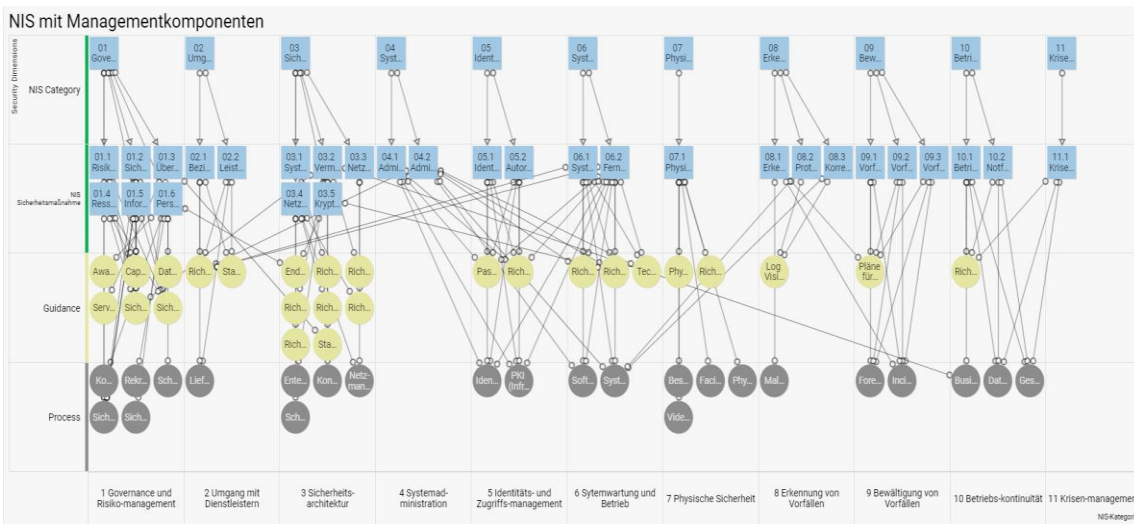 NIS mit Managementkomponenten
Security Dimensions
NIS Category
01 Gove...
02 Umg...
03 Sich...
04 Syst...
05 Ident...
06 Syst...
07 Physi...
08 Erke...
09 Bew...
10 Betri...
11 Krise...
NIS Sicherheitsmaßnahme
01.1 Risik...
01.2 Sich...
01.3 Über...
02.1 Bezi...
02.2 Leist...
03.1 Syst...
03.2 Verm...
03.3 Netz...
04.1 Admi...
04.2 Admi...
05.1 Ident...
05.2 Autor...
06.1 Syst...
06.2 Fern...
07.1 Physi...
08.1 Erke...
08.2 Prot...
08.3 Korre...
09.1 Vorf...
09.2 Vorf...
09.3 Vorf...
10.1 Betri...
10.2 Notf...
11.1 Krise...
01.4 Ress...
01.5 Infor...
01.6 Pers...
03.4 Netz...
03.5 Krypt...
Guidance
Awa...
Cap...
Dat...
Rich...
Sta...
End...
Rich...
Rich...
Pas...
Rich...
Rich...
Rich...
Tec...
Phy...
Rich...
Log Visi...
Pläne für...
Rich...
Serv...
Sich...
Sich...
Rich...
Rich...
Rich...
Rich...
Sta...
Process
Ko...
Rekr...
Sch...
Lief...
Ente...
Kon...
Netz-man...
Iden...
PKI (Infr...
Soft...
Syst...
Bes...
Faci...
Phy...
Mal...
Fore...
Inci...
Busi...
Dat...
Ges...
Sich...
Sich...
Sch...
Vide...
1 Governance und Risiko-management
2 Umgang mit Dienstleistern
3 Sicherheits-architektur
4 Systemad-ministration
5 Identitäts- und Zugriffs-management
6 Sytemwartung und Betrieb
7 Physische Sicherheit
8 Erkennung von Vorfällen
9 Bewältigung von Vorfällen
10 Betriebs-kontinuität
11 Krisen-managemen
NIS-Kategori